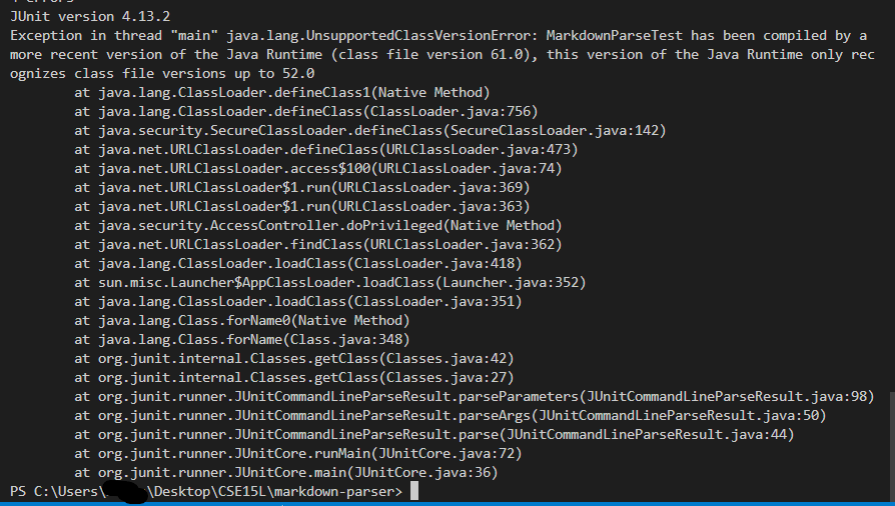 JUnit version 4.13.2
Exception in thread "main" java.lang.UnsupportedClassVersionError: MarkdownParseTest has been compiled by a
more recent version of the Java Runtime (class file version 61.0), this version of the Java Runtime only rec
ognizes class file versions up to 52.0
        at java.lang.ClassLoader.defineClass1(Native Method)
        at java.lang.ClassLoader.defineClass(ClassLoader.java:756)
        at java.security.SecureClassLoader.defineClass(SecureClassLoader.java:142)
        at java.net.URLClassLoader.defineClass(URLClassLoader.java:473)
        at java.net.URLClassLoader.access$100(URLClassLoader.java:74)
        at java.net.URLClassLoader$1.run(URLClassLoader.java:369)
        at java.net.URLClassLoader$1.run(URLClassLoader.java:363)
        at java.security.AccessController.doPrivileged(Native Method)
        at java.net.URLClassLoader.findClass(URLClassLoader.java:362)
        at java.lang.ClassLoader.loadClass(ClassLoader.java:418)
        at sun.misc.Launcher$AppClassLoader.loadClass(Launcher.java:352)
        at java.lang.ClassLoader.loadClass(ClassLoader.java:351)
        at java.lang.Class.forName0(Native Method)
        at java.lang.Class.forName(Class.java:348)
        at org.junit.internal.Classes.getClass(Classes.java:42)
        at org.junit.internal.Classes.getClass(Classes.java:27)
        at org.junit.runner.JUnitCommandLineParseResult.parseParameters(JUnitCommandLineParseResult.java:98)
        at org.junit.runner.JUnitCommandLineParseResult.parseArgs(JUnitCommandLineParseResult.java:50)
        at org.junit.runner.JUnitCommandLineParseResult.parse(JUnitCommandLineParseResult.java:44)
        at org.junit.runner.JUnitCore.runMain(JUnitCore.java:72)
        at org.junit.runner.JUnitCore.main(JUnitCore.java:36)
PS C:\Users\ \Desktop\CSE15L\markdown-parser>